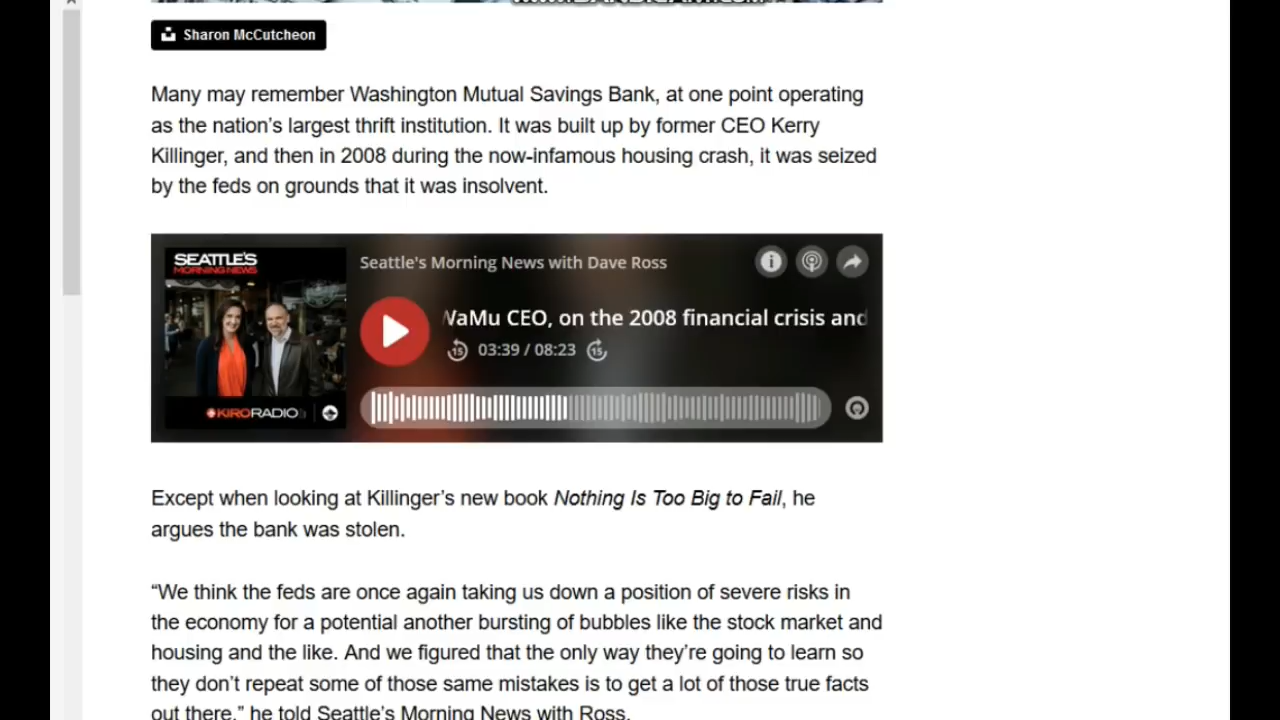 Sharon McCutcheon
Many may remember Washington Mutual Savings Bank, at one point operating
as the nation’s largest thrift institution. It was built up by former CEO Kerry
Killinger, and then in 2008 during the now-infamous housing crash, it was seized
by the feds on grounds that it was insolvent.
SEATTLE'S
MORNING NEWS
Seattle's Morning News with Dave Ross
WaMu CEO, on the 2008 financial crisis and
15 03:39 / 08:23 15
KIRO RADIO
Except when looking at Killinger’s new book Nothing Is Too Big to Fail, he
argues the bank was stolen.
“We think the feds are once again taking us down a position of severe risks in
the economy for a potential another bursting of bubbles like the stock market and
housing and the like. And we figured that the only way they’re going to learn so
they don’t repeat some of those same mistakes is to get a lot of those true facts
out there,” he told Seattle’s Morning News with Ross.